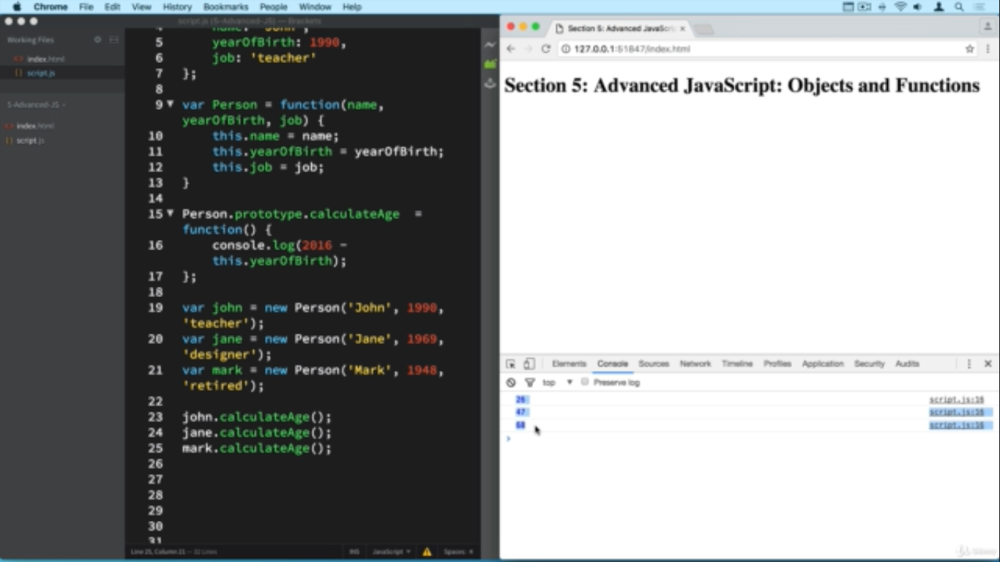 Chrome File Edit View History Bookmarks People Window Help
script.js (5-Advanced-JS) — Brackets
Working Files
index.html
script.js
5-Advanced-JS
index.html
script.js
5 yearOfBirth: 1990,
6 job: 'teacher'
7 };
8
9 var Person = function(name,
yearOfBirth, job) {
10 this.name = name;
11 this.yearOfBirth = yearOfBirth;
12 this.job = job;
13 }
14
15 Person.prototype.calculateAge =
function() {
16 console.log(2016 -
this.yearOfBirth);
17 };
18
19 var john = new Person('John', 1990,
'teacher');
20 var jane = new Person('Jane', 1969,
'designer');
21 var mark = new Person('Mark', 1948,
'retired');
22
23 john.calculateAge();
24 jane.calculateAge();
25 mark.calculateAge();
26
27
28
29
30
31
Line 25, Column 21 — 32 Lines
INS JavaScript Spaces: 4
Section 5: Advanced JavaScri
127.0.0.1:51847/index.html
Section 5: Advanced JavaScript: Objects and Functions
Elements Console Sources Network Timeline Profiles Application Security Audits
top Preserve log
26 script.js:16
47 script.js:16
68 script.js:16
Udemy